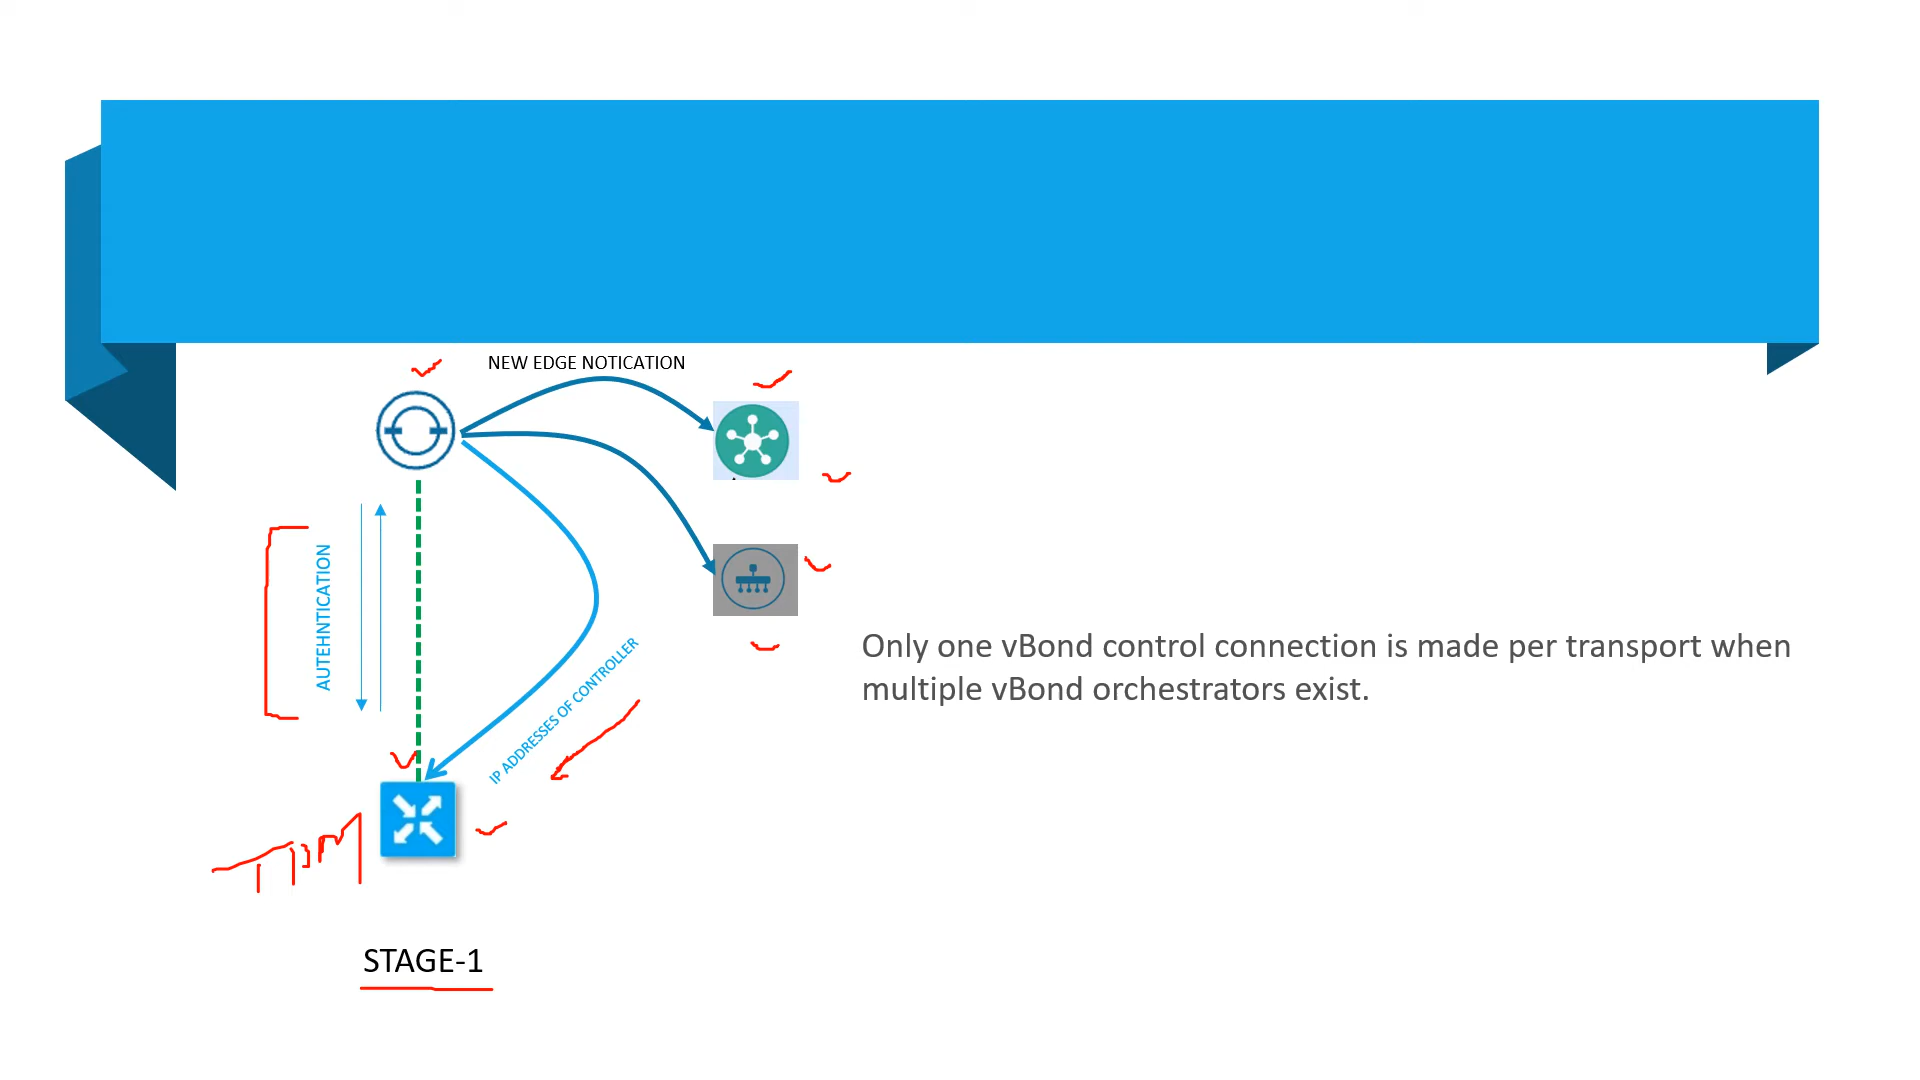 NEW EDGE NOTICATION
AUTEHNTICATION
IP ADDRESSES OF CONTROLLER
Only one vBond control connection is made per transport when
multiple vBond orchestrators exist.
STAGE-1